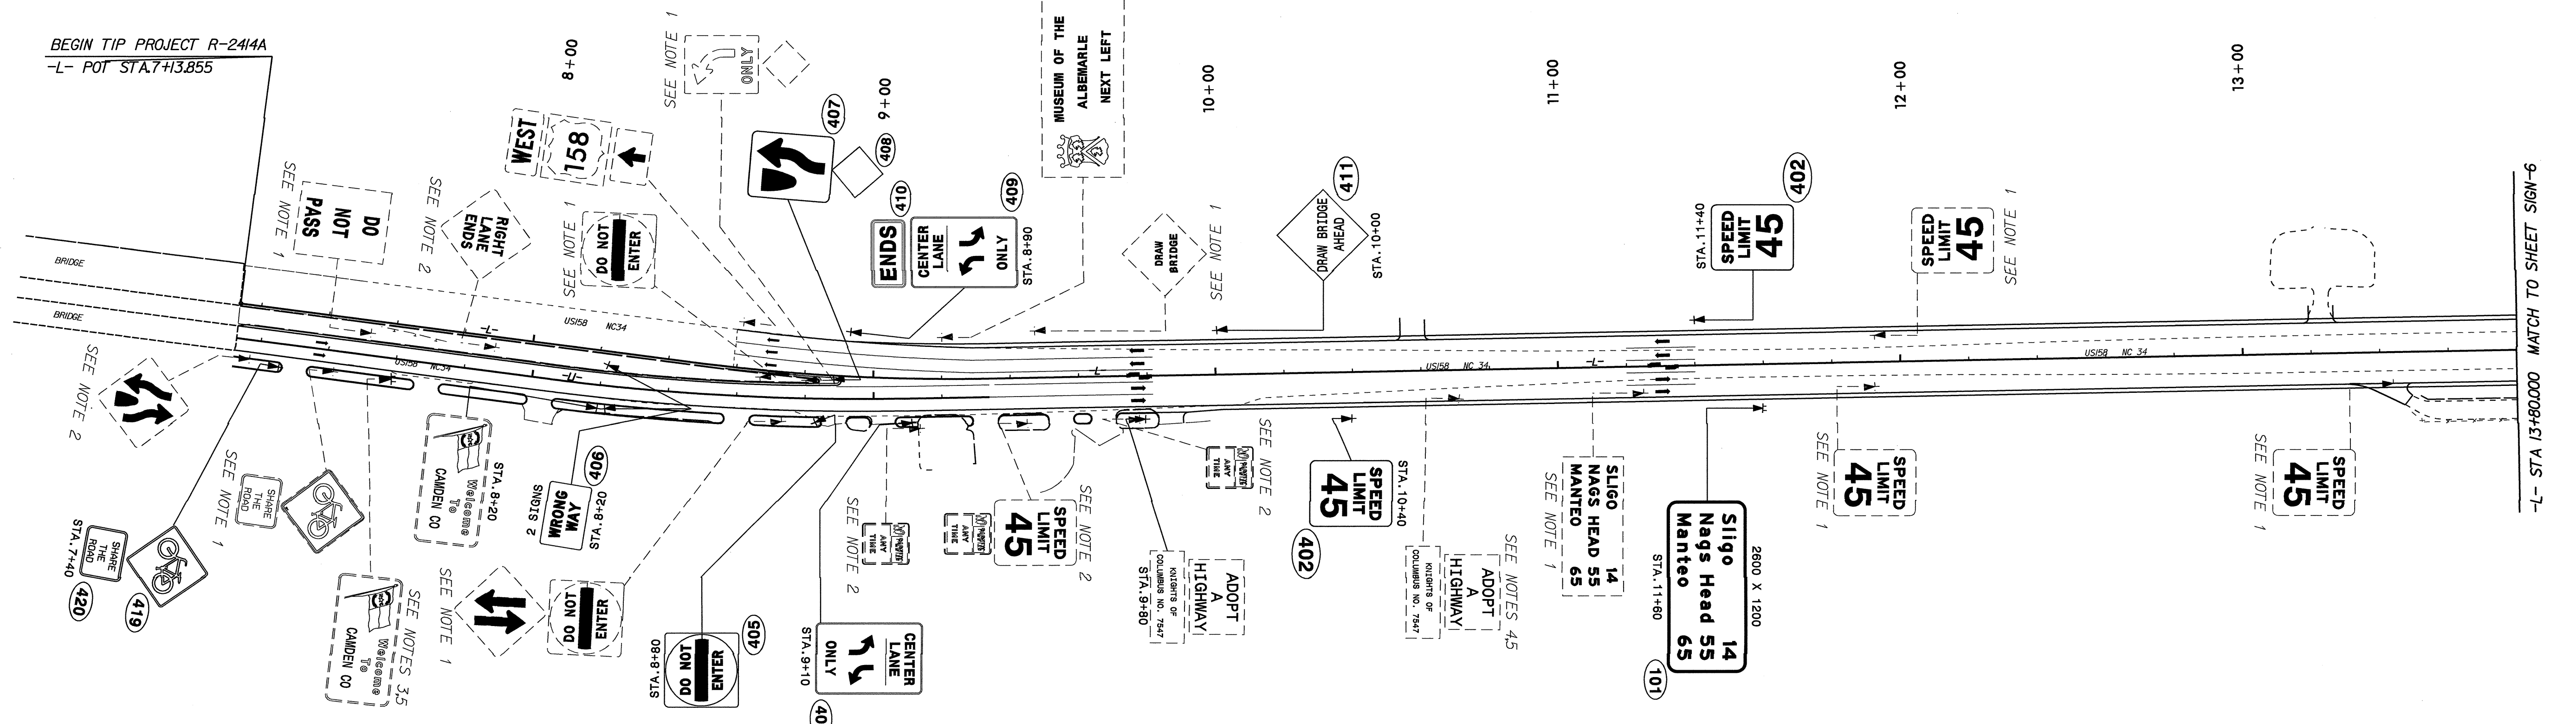 BEGIN TIP PROJECT R-2414A
-L- POT STA.7+13.855
8+00
9+00
10+00
11+00
12+00
13+00
SEE NOTE 1
DO
NOT
PASS
SEE NOTE 2
RIGHT
LANE
ENDS
WEST
158
SEE NOTE 1
DO NOT
ENTER
SEE NOTE 1
ONLY
407
408
410
ENDS
409
CENTER
LANE
ONLY
STA.8+90
MUSEUM OF THE
ALBEMARLE
NEXT LEFT
DRAW
BRIDGE
SEE NOTE 1
411
DRAW BRIDGE
AHEAD
STA.10+00
402
STA.11+40
SPEED
LIMIT
45
SPEED
LIMIT
45
SEE NOTE 1
BRIDGE
BRIDGE
-L-
US158 NC34
US158 NC34
-L-
-L-
US158 NC 34
-L-
US158 NC 34
-L- STA 13+80.000 MATCH TO SHEET SIGN-6
SEE NOTE 2
SEE NOTE 1
SHARE
THE
ROAD
STA.7+40
SHARE
THE
ROAD
420
419
Welcome
To
CAMDEN CO
STA.8+20
Welcome
To
CAMDEN CO
SEE NOTES 3,5
SEE NOTE 1
2 SIGNS
WRONG
WAY
STA.8+20
406
DO NOT
ENTER
STA.8+80
DO NOT
ENTER
405
STA.9+10
CENTER
LANE
ONLY
40
SEE NOTE 2
ANY
TIME
ANY
TIME
SPEED
LIMIT
45
SEE NOTE 2
ANY
TIME
SEE NOTE 2
ADOPT
A
HIGHWAY
KNIGHTS OF
COLUMBUS NO. 7547
STA.9+80
SPEED
LIMIT
45
STA.10+40
402
ADOPT
A
HIGHWAY
KNIGHTS OF
COLUMBUS NO. 7547
SEE NOTES 4,5
SLIGO 14
NAGS HEAD 55
MANTEO 65
SEE NOTE 1
Sligo 14
Nags Head 55
Manteo 65
2600 X 1200
STA.11+60
101
SPEED
LIMIT
45
SEE NOTE 1
SPEED
LIMIT
45
SEE NOTE 1